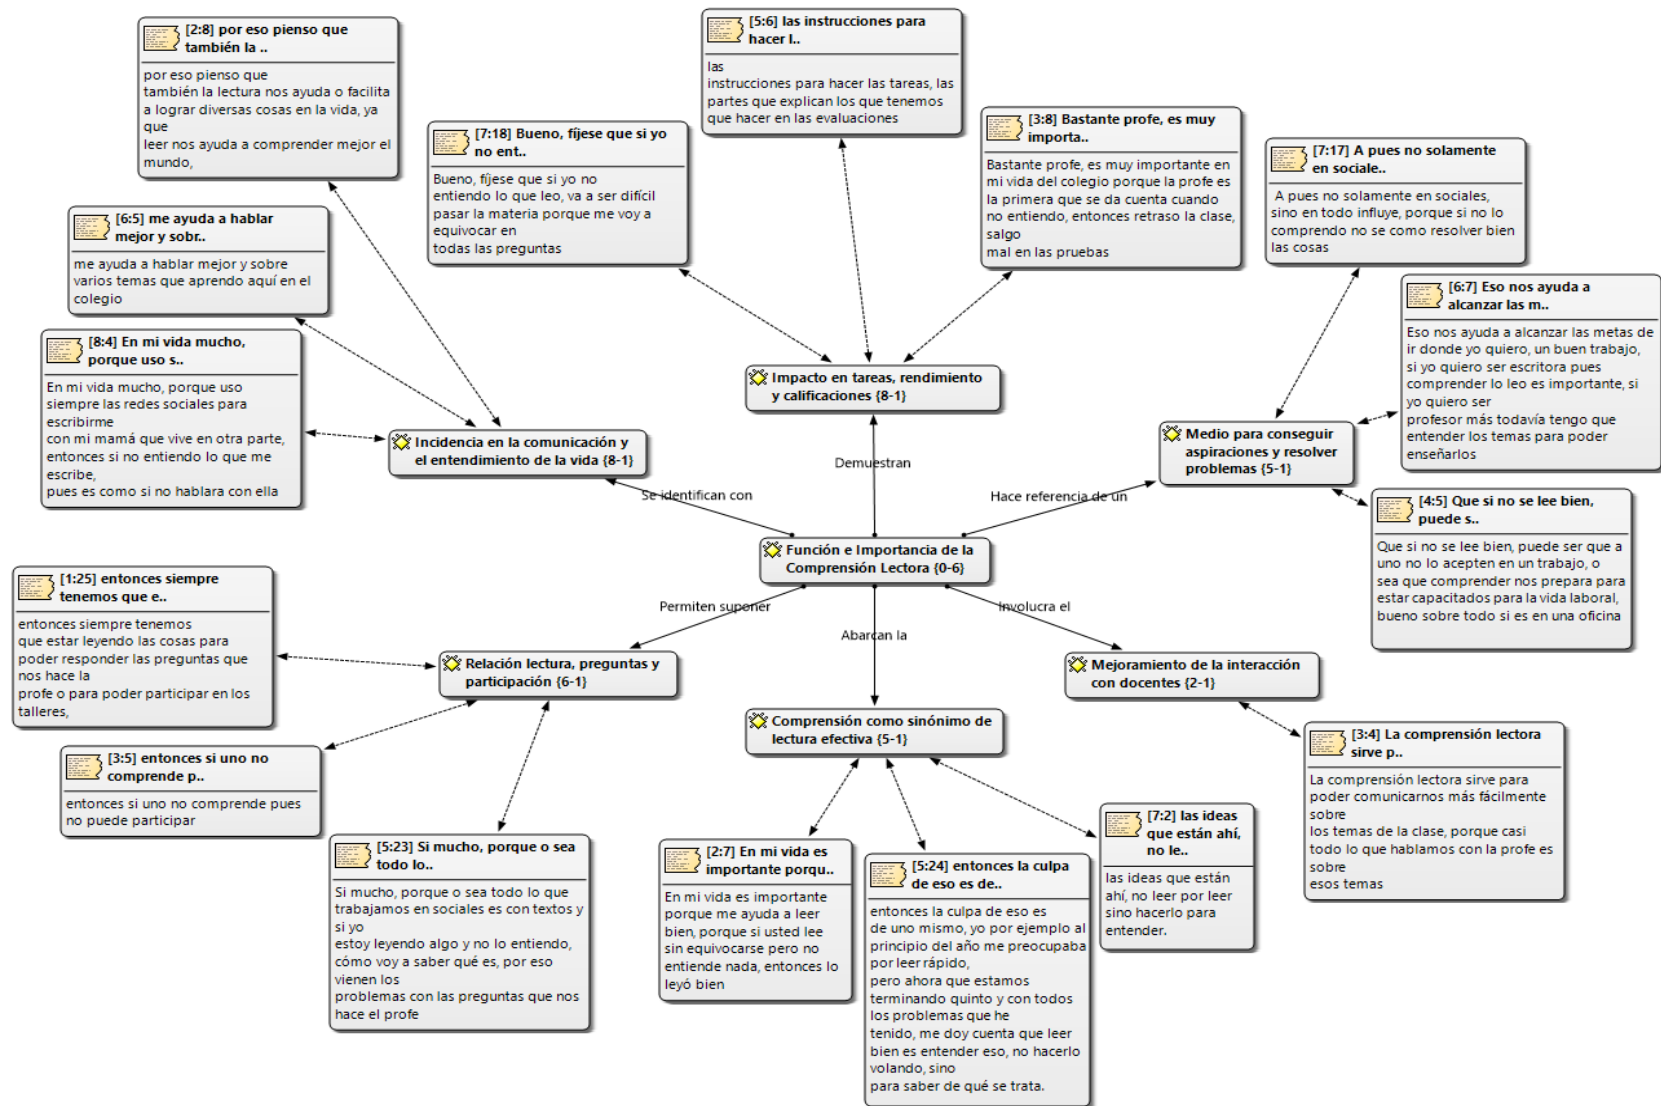 [2:8] por eso pienso que
también la ..
por eso pienso que
también la lectura nos ayuda o facilita
a lograr diversas cosas en la vida, ya
que
leer nos ayuda a comprender mejor el
mundo,
[5:6] las instrucciones para
hacer l..
las
instrucciones para hacer las tareas, las
partes que explican los que tenemos
que hacer en las evaluaciones
[7:18] Bueno, fíjese que si yo
no ent..
Bueno, fíjese que si yo no
entiendo lo que leo, va a ser difícil
pasar la materia porque me voy a
equivocar en
todas las preguntas
[3:8] Bastante profe, es muy
importa..
Bastante profe, es muy importante en
mi vida del colegio porque la profe es
la primera que se da cuenta cuando
no entiendo, entonces retraso la clase,
salgo
mal en las pruebas
[7:17] A pues no solamente
en sociale..
A pues no solamente en sociales,
sino en todo influye, porque si no lo
comprendo no se como resolver bien
las cosas
[6:5] me ayuda a hablar
mejor y sobr..
me ayuda a hablar mejor y sobre
varios temas que aprendo aquí en el
colegio
[6:7] Eso nos ayuda a
alcanzar las m..
Eso nos ayuda a alcanzar las metas de
ir donde yo quiero, un buen trabajo,
si yo quiero ser escritora pues
comprender lo leo es importante, si
yo quiero ser
profesor más todavía tengo que
entender los temas para poder
enseñarlos
[8:4] En mi vida mucho,
porque uso s..
En mi vida mucho, porque uso
siempre las redes sociales para
escribirme
con mi mamá que vive en otra parte,
entonces si no entiendo lo que me
escribe,
pues es como si no hablara con ella
Impacto en tareas, rendimiento
y calificaciones {8-1}
Incidencia en la comunicación y
el entendimiento de la vida {8-1}
Medio para conseguir
aspiraciones y resolver
problemas {5-1}
Demuestran
Se identifican con
Hace referencia de un
[4:5] Que si no se lee bien,
puede s..
Que si no se lee bien, puede ser que a
uno no lo acepten en un trabajo, o
sea que comprender nos prepara para
estar capacitados para la vida laboral,
bueno sobre todo si es en una oficina
Función e Importancia de la
Comprensión Lectora {0-6}
Permiten suponer
Abarcan la
Involucra el
[1:25] entonces siempre
tenemos que e..
entonces siempre tenemos
que estar leyendo las cosas para
poder responder las preguntas que
nos hace la
profe o para poder participar en los
talleres,
Relación lectura, preguntas y
participación {6-1}
Mejoramiento de la interacción
con docentes {2-1}
Comprensión como sinónimo de
lectura efectiva {5-1}
[3:5] entonces si uno no
comprende p..
entonces si uno no comprende pues
no puede participar
[3:4] La comprensión lectora
sirve p..
La comprensión lectora sirve para
poder comunicarnos más fácilmente
sobre
los temas de la clase, porque casi
todo lo que hablamos con la profe es
sobre
esos temas
[5:23] Si mucho, porque o sea
todo lo..
Si mucho, porque o sea todo lo que
trabajamos en sociales es con textos y
si yo
estoy leyendo algo y no lo entiendo,
cómo voy a saber qué es, por eso
vienen los
problemas con las preguntas que nos
hace el profe
[2:7] En mi vida es
importante porqu..
En mi vida es importante
porque me ayuda a leer
bien, porque si usted lee
sin equivocarse pero no
entiende nada, entonces lo
leyó bien
[5:24] entonces la culpa
de eso es de..
entonces la culpa de eso es
de uno mismo, yo por ejemplo al
principio del año me preocupaba
por leer rápido,
pero ahora que estamos
terminando quinto y con todos
los problemas que he
tenido, me doy cuenta que leer
bien es entender eso, no hacerlo
volando, sino
para saber de qué se trata.
[7:2] las ideas
que están ahí,
no le..
las ideas que están
ahí, no leer por leer
sino hacerlo para
entender.